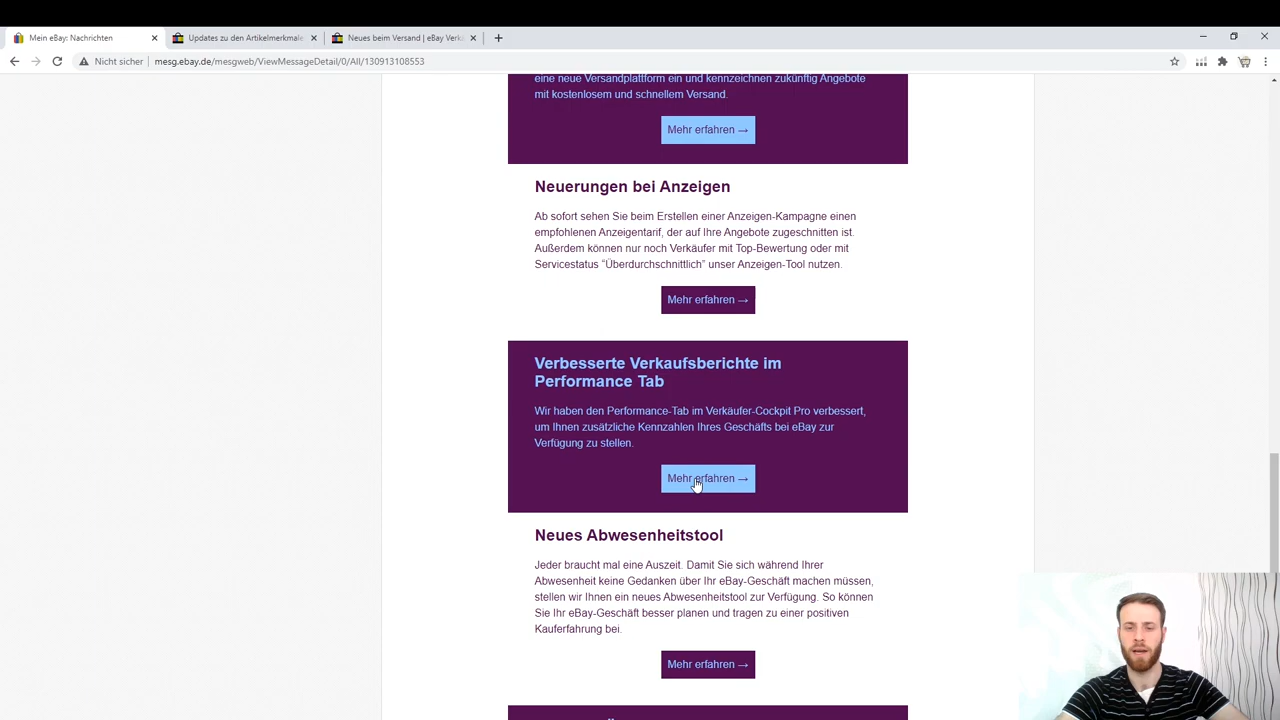 Mein eBay: Nachrichten
Updates zu den Artikelmerkmale
Neues beim Versand | eBay Verkä
Nicht sicher
mesg.ebay.de/mesgweb/ViewMessageDetail/0/All/130913108553
eine neue Versandplattform ein und kennzeichnen zukünftig Angebote
mit kostenlosem und schnellem Versand.
Mehr erfahren →
Neuerungen bei Anzeigen
Ab sofort sehen Sie beim Erstellen einer Anzeigen-Kampagne einen
empfohlenen Anzeigentarif, der auf Ihre Angebote zugeschnitten ist.
Außerdem können nur noch Verkäufer mit Top-Bewertung oder mit
Servicestatus “Überdurchschnittlich” unser Anzeigen-Tool nutzen.
Mehr erfahren →
Verbesserte Verkaufsberichte im
Performance Tab
Wir haben den Performance-Tab im Verkäufer-Cockpit Pro verbessert,
um Ihnen zusätzliche Kennzahlen Ihres Geschäfts bei eBay zur
Verfügung zu stellen.
Mehr erfahren →
Neues Abwesenheitstool
Jeder braucht mal eine Auszeit. Damit Sie sich während Ihrer
Abwesenheit keine Gedanken über Ihr eBay-Geschäft machen müssen,
stellen wir Ihnen ein neues Abwesenheitstool zur Verfügung. So können
Sie Ihr eBay-Geschäft besser planen und tragen zu einer positiven
Kauferfahrung bei.
Mehr erfahren →